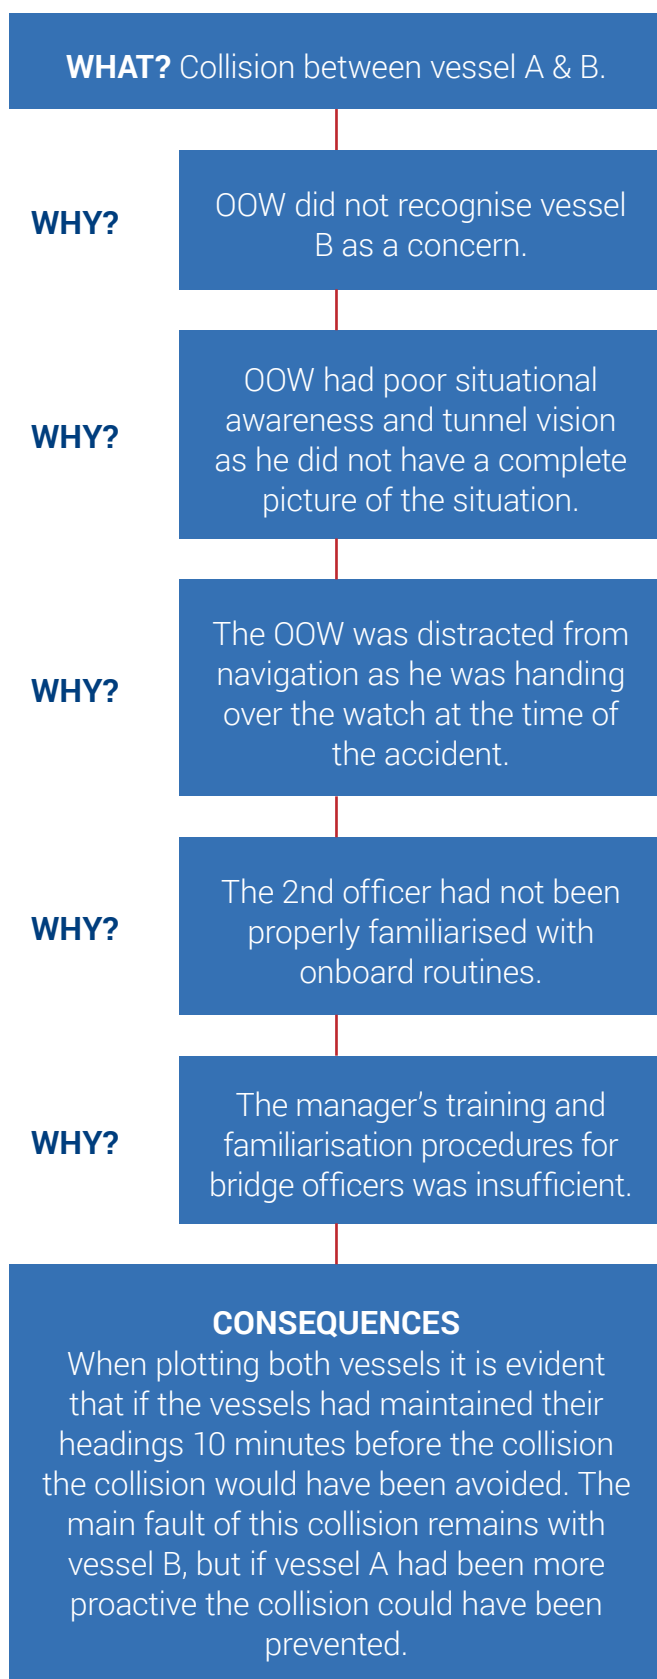 WHAT? Collision between vessel A & B.
WHY?
OOW did not recognise vessel
B as a concern.
WHY?
OOW had poor situational
awareness and tunnel vision
as he did not have a complete
picture of the situation.
WHY?
The OOW was distracted from
navigation as he was handing
over the watch at the time of
the accident.
WHY?
The 2nd officer had not been
properly familiarised with
onboard routines.
WHY?
The manager’s training and
familiarisation procedures for
bridge officers was insufficient.
CONSEQUENCES
When plotting both vessels it is evident
that if the vessels had maintained their
headings 10 minutes before the collision
the collision would have been avoided. The
main fault of this collision remains with
vessel B, but if vessel A had been more
proactive the collision could have been
prevented.